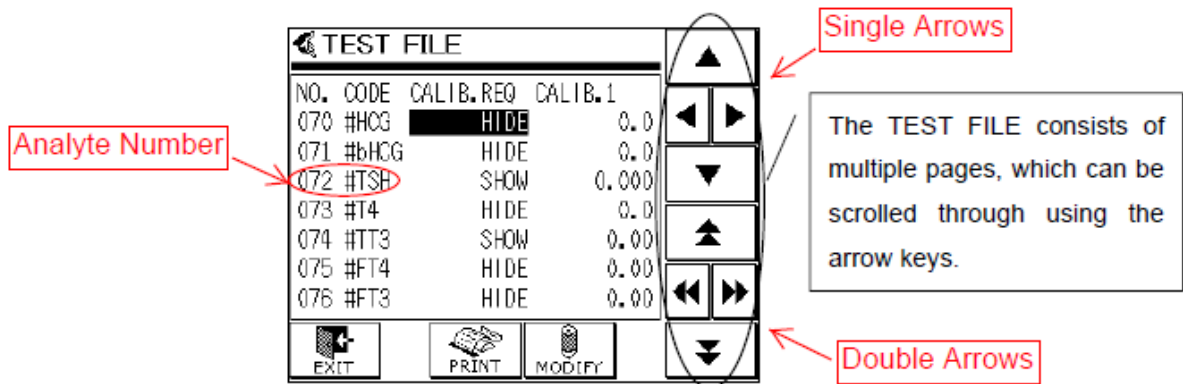 TEST FILE
NO. CODE CALIB.REQ CALIB.1
070 #HCG HIDE 0.0
071 #bHCG HIDE 0.0
072 #TSH SHOW 0.000
073 #T4 HIDE 0.0
074 #TT3 SHOW 0.00
075 #FT4 HIDE 0.00
076 #FT3 HIDE 0.00
EXIT PRINT MODIFY
Analyte Number
Single Arrows
The TEST FILE consists of
multiple pages, which can be
scrolled through using the
arrow keys.
Double Arrows